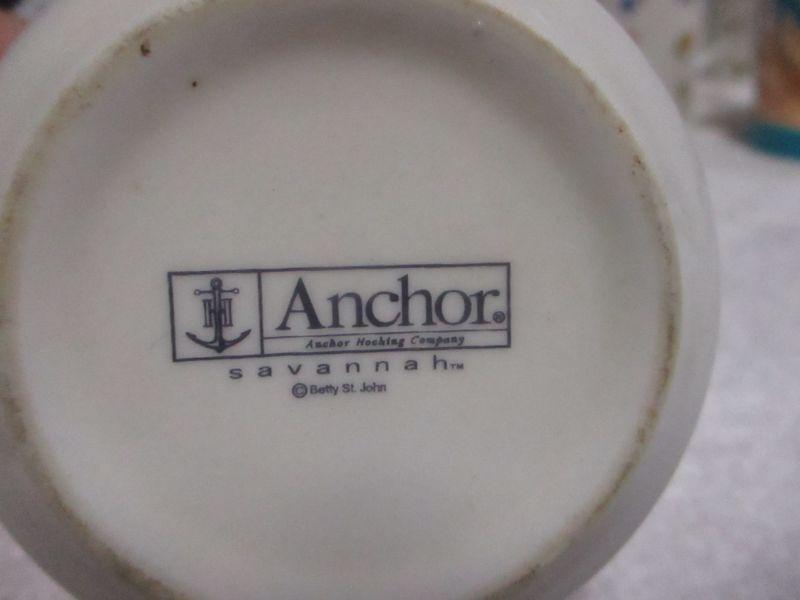 H
Anchor®
Anchor Hocking Company
savannah™
© Betty St. John